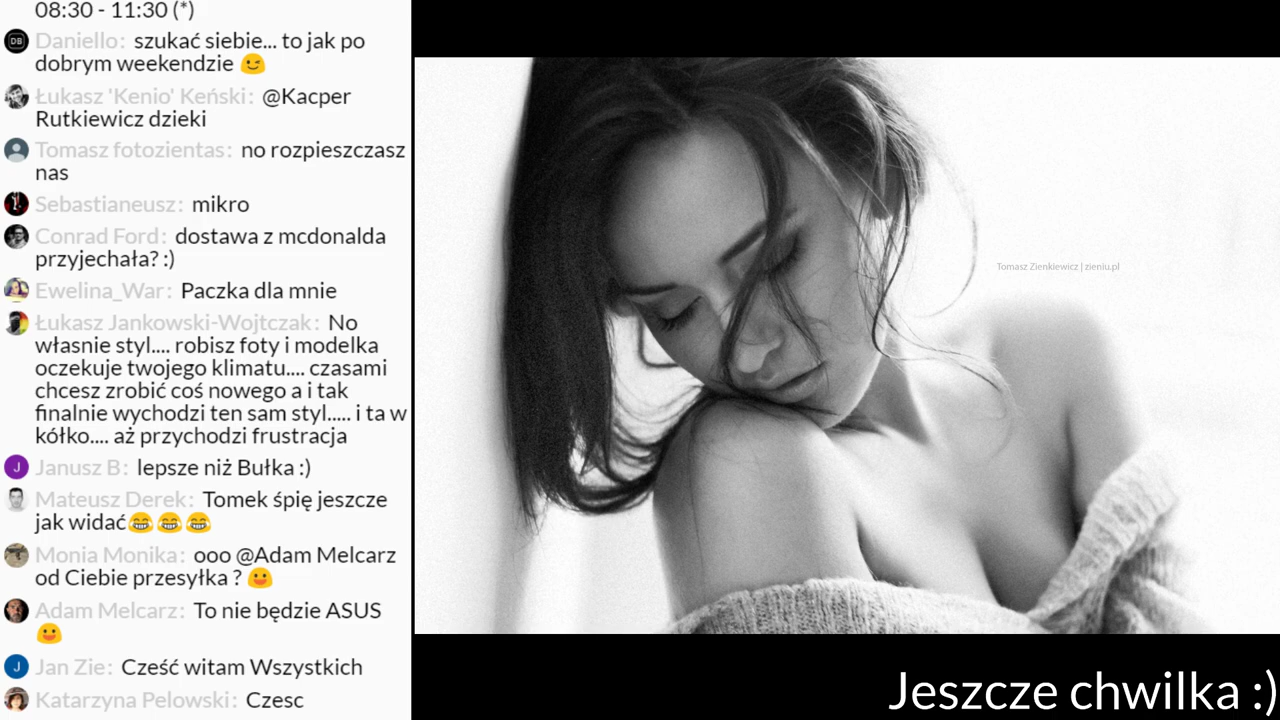 08:30 - 11:30 (*)
Daniello: szukać siebie... to jak po
dobrym weekendzie 😉
Łukasz 'Kenio' Keński: @Kacper
Rutkiewicz dzieki
Tomasz fotozientas: no rozpieszczasz
nas
Sebastianeusz: mikro
Conrad Ford: dostawa z mcdonalda
przyjechała? :)
Ewelina_War: Paczka dla mnie
Łukasz Jankowski-Wojtczak: No
własnie styl.... robisz foty i modelka
oczekuje twojego klimatu.... czasami
chcesz zrobić coś nowego a i tak
finalnie wychodzi ten sam styl..... i ta w
kółko.... aż przychodzi frustracja
J Janusz B: lepsze niż Bułka :)
Mateusz Derek: Tomek śpię jeszcze
jak widać😂😂😂
Monia Monika: ooo @Adam Melcarz
od Ciebie przesyłka ? 😃
Adam Melcarz: To nie będzie ASUS
😃
J Jan Zie: Cześć witam Wszystkich
Katarzyna Pelowski: Czesc
DB
Tomasz Zienkiewicz | zieniu.pl
Jeszcze chwilka :)